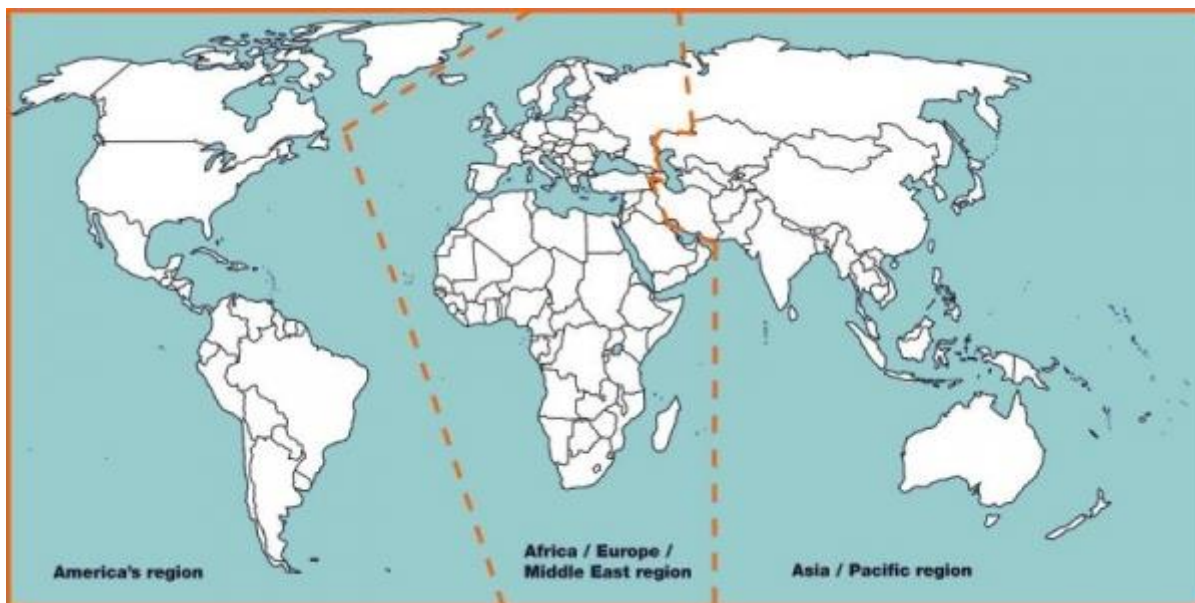 America's region
Africa / Europe /
Middle East region
Asia / Pacific region